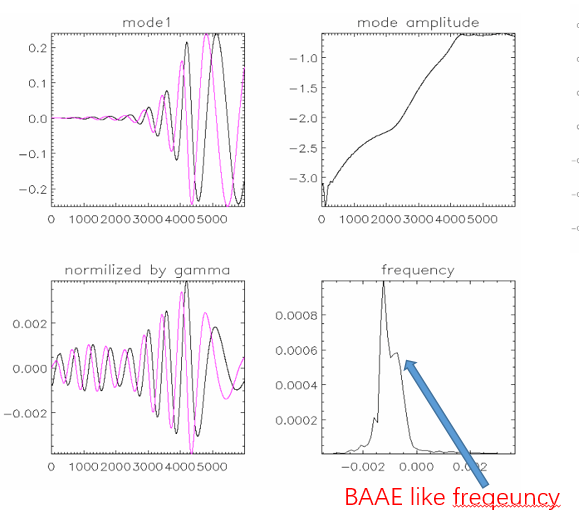 mode1
mode amplitude
0.2
0.1
0.0
−0.1
−0.2
0 1000 2000 3000 4000 5000
−1.0
−1.5
−2.0
−2.5
−3.0
0 1000 2000 3000 4000 5000
normilized by gamma
frequency
0.002
0.000
−0.002
0 1000 2000 3000 4000 5000
0.0008
0.0006
0.0004
0.0002
−0.002 0.000 0.002
BAAE like freqeuncy